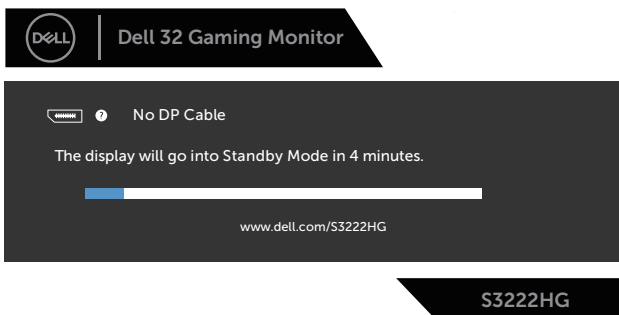 DELL
Dell 32 Gaming Monitor
? No DP Cable
The display will go into Standby Mode in 4 minutes.
www.dell.com/S3222HG
S3222HG